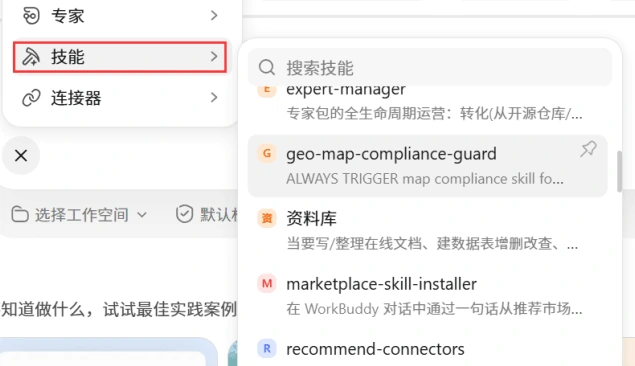 专家
技能
连接器
选择工作空间
默认
知道做什么，试试最佳实践案例
搜索技能
E expert-manager
专家包的全生命周期运营：转化(从开源仓库/...
G geo-map-compliance-guard
ALWAYS TRIGGER map compliance skill fo...
资 资料库
当要写/整理在线文档、建数据表增删改查、...
M marketplace-skill-installer
在 WorkBuddy 对话中通过一句话从推荐市场...
R recommend-connectors